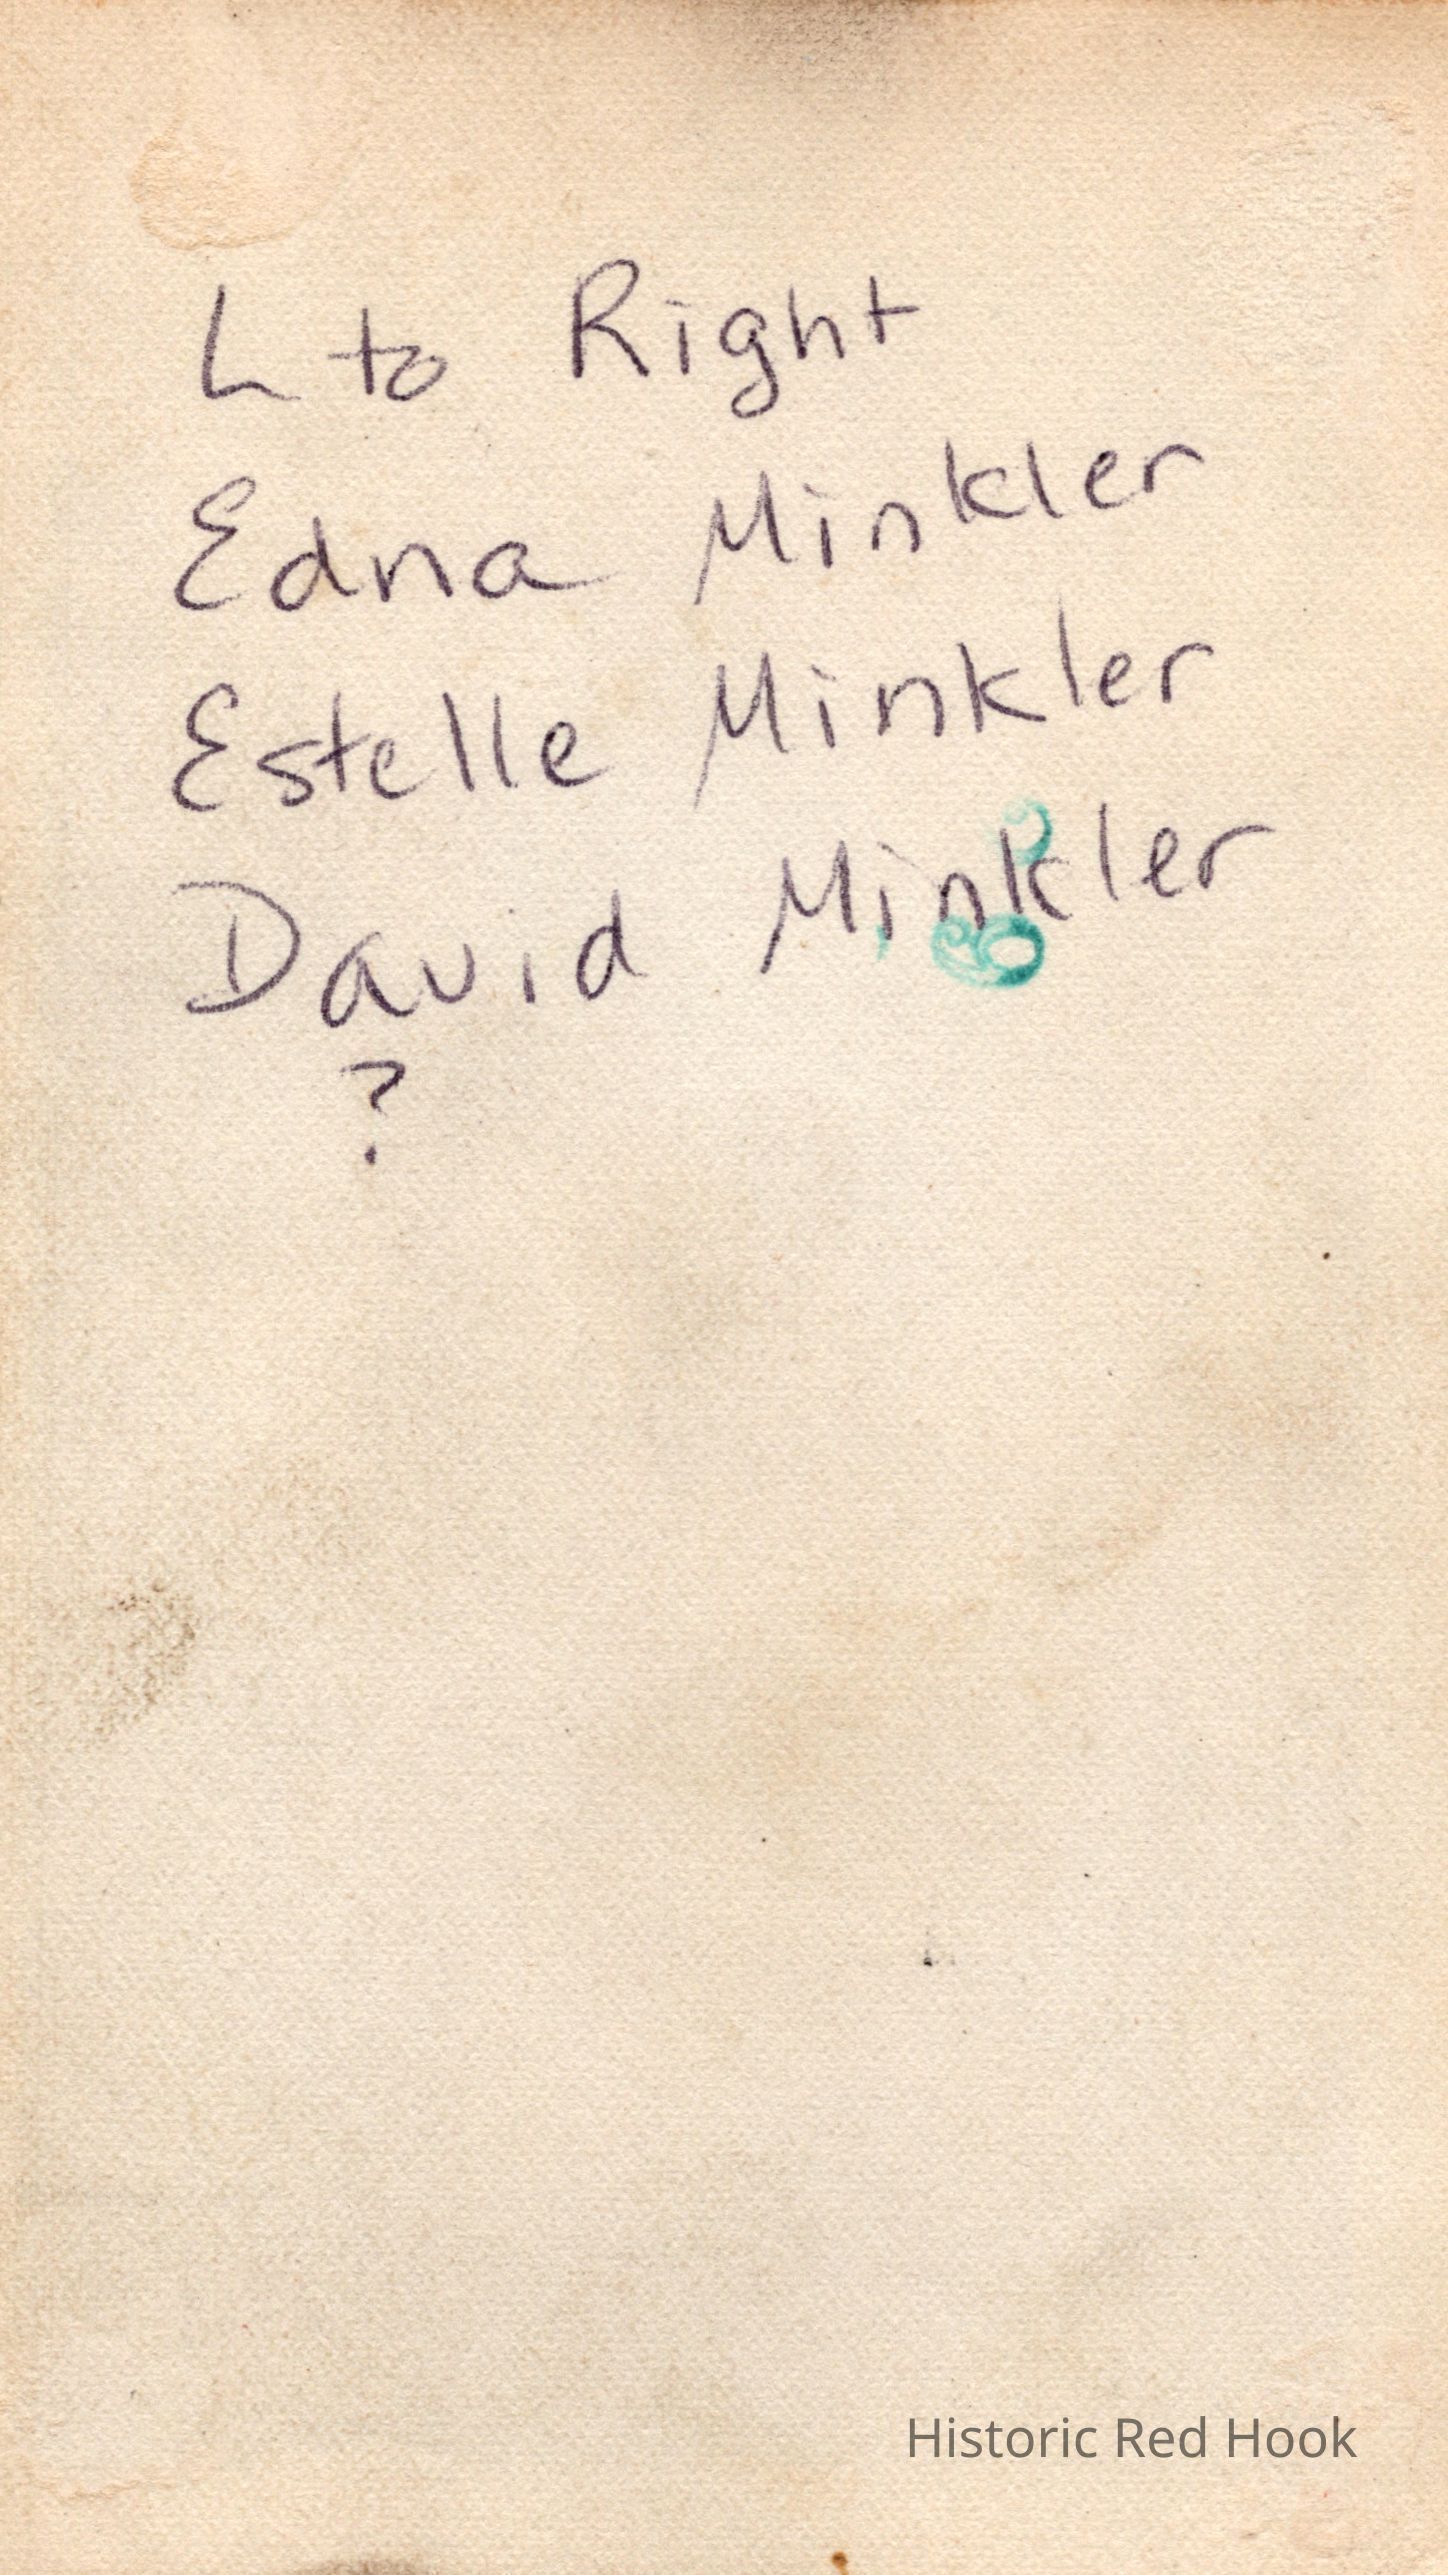 L to Right
Edna Minkler
Estelle Minkler
David Minkler
?
Historic Red Hook